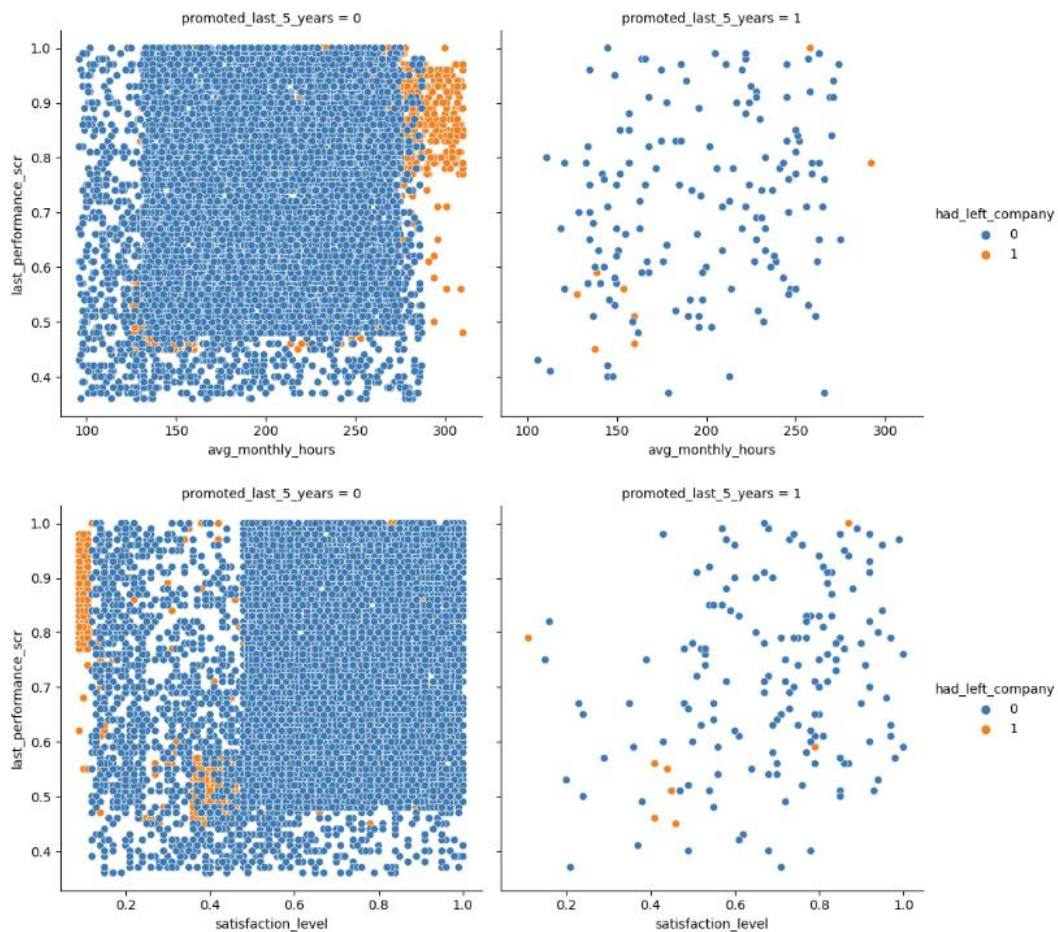 promoted_last_5_years = 0
promoted_last_5_years = 1
1.0
0.9
0.8
0.7
0.6
0.5
0.4
last_performance_scr
100 150 200 250 300
avg_monthly_hours
100 150 200 250 300
avg_monthly_hours
had_left_company
0
1
promoted_last_5_years = 0
promoted_last_5_years = 1
1.0
0.9
0.8
0.7
0.6
0.5
0.4
last_performance_scr
0.2 0.4 0.6 0.8 1.0
satisfaction_level
0.2 0.4 0.6 0.8 1.0
satisfaction_level
had_left_company
0
1